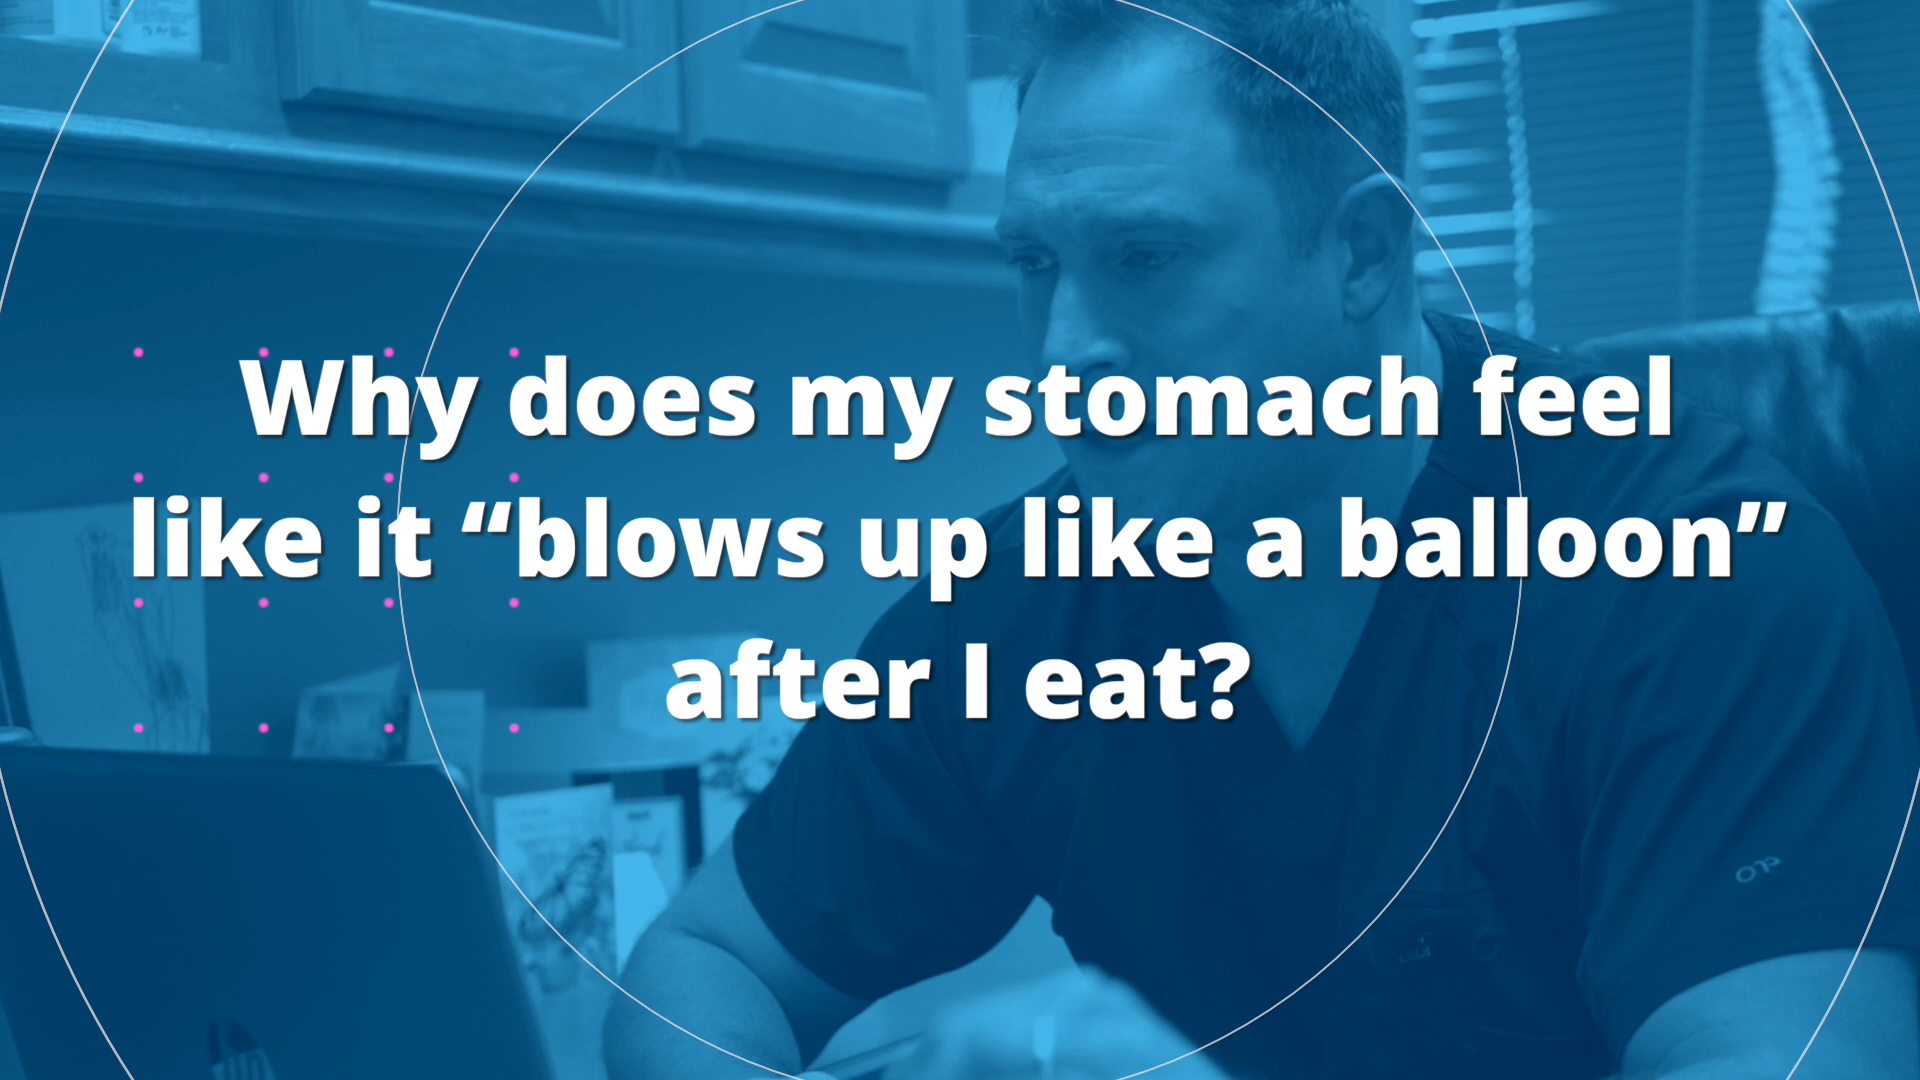 Why does my stomach feel
like it “blows up like a balloon”
after I eat?